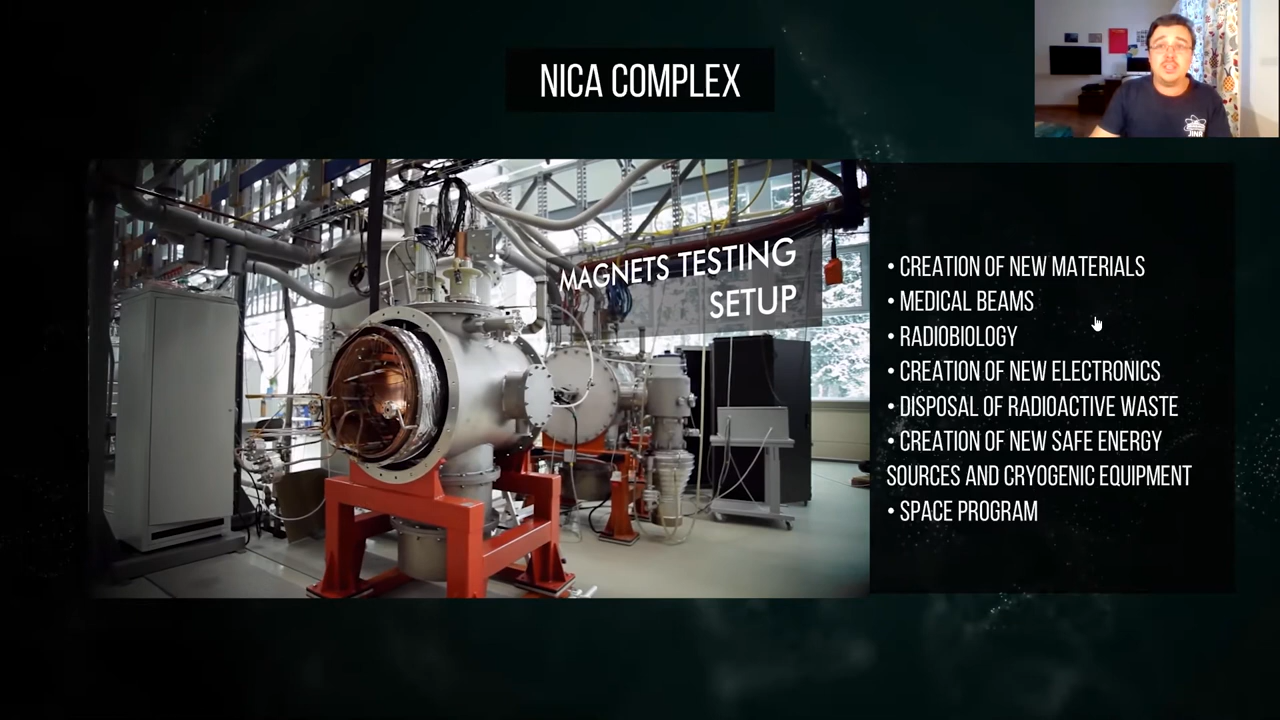 NICA COMPLEX
MAGNETS TESTING
SETUP
• CREATION OF NEW MATERIALS
• MEDICAL BEAMS
• RADIOBIOLOGY
• CREATION OF NEW ELECTRONICS
• DISPOSAL OF RADIOACTIVE WASTE
• CREATION OF NEW SAFE ENERGY
SOURCES AND CRYOGENIC EQUIPMENT
• SPACE PROGRAM
JINR